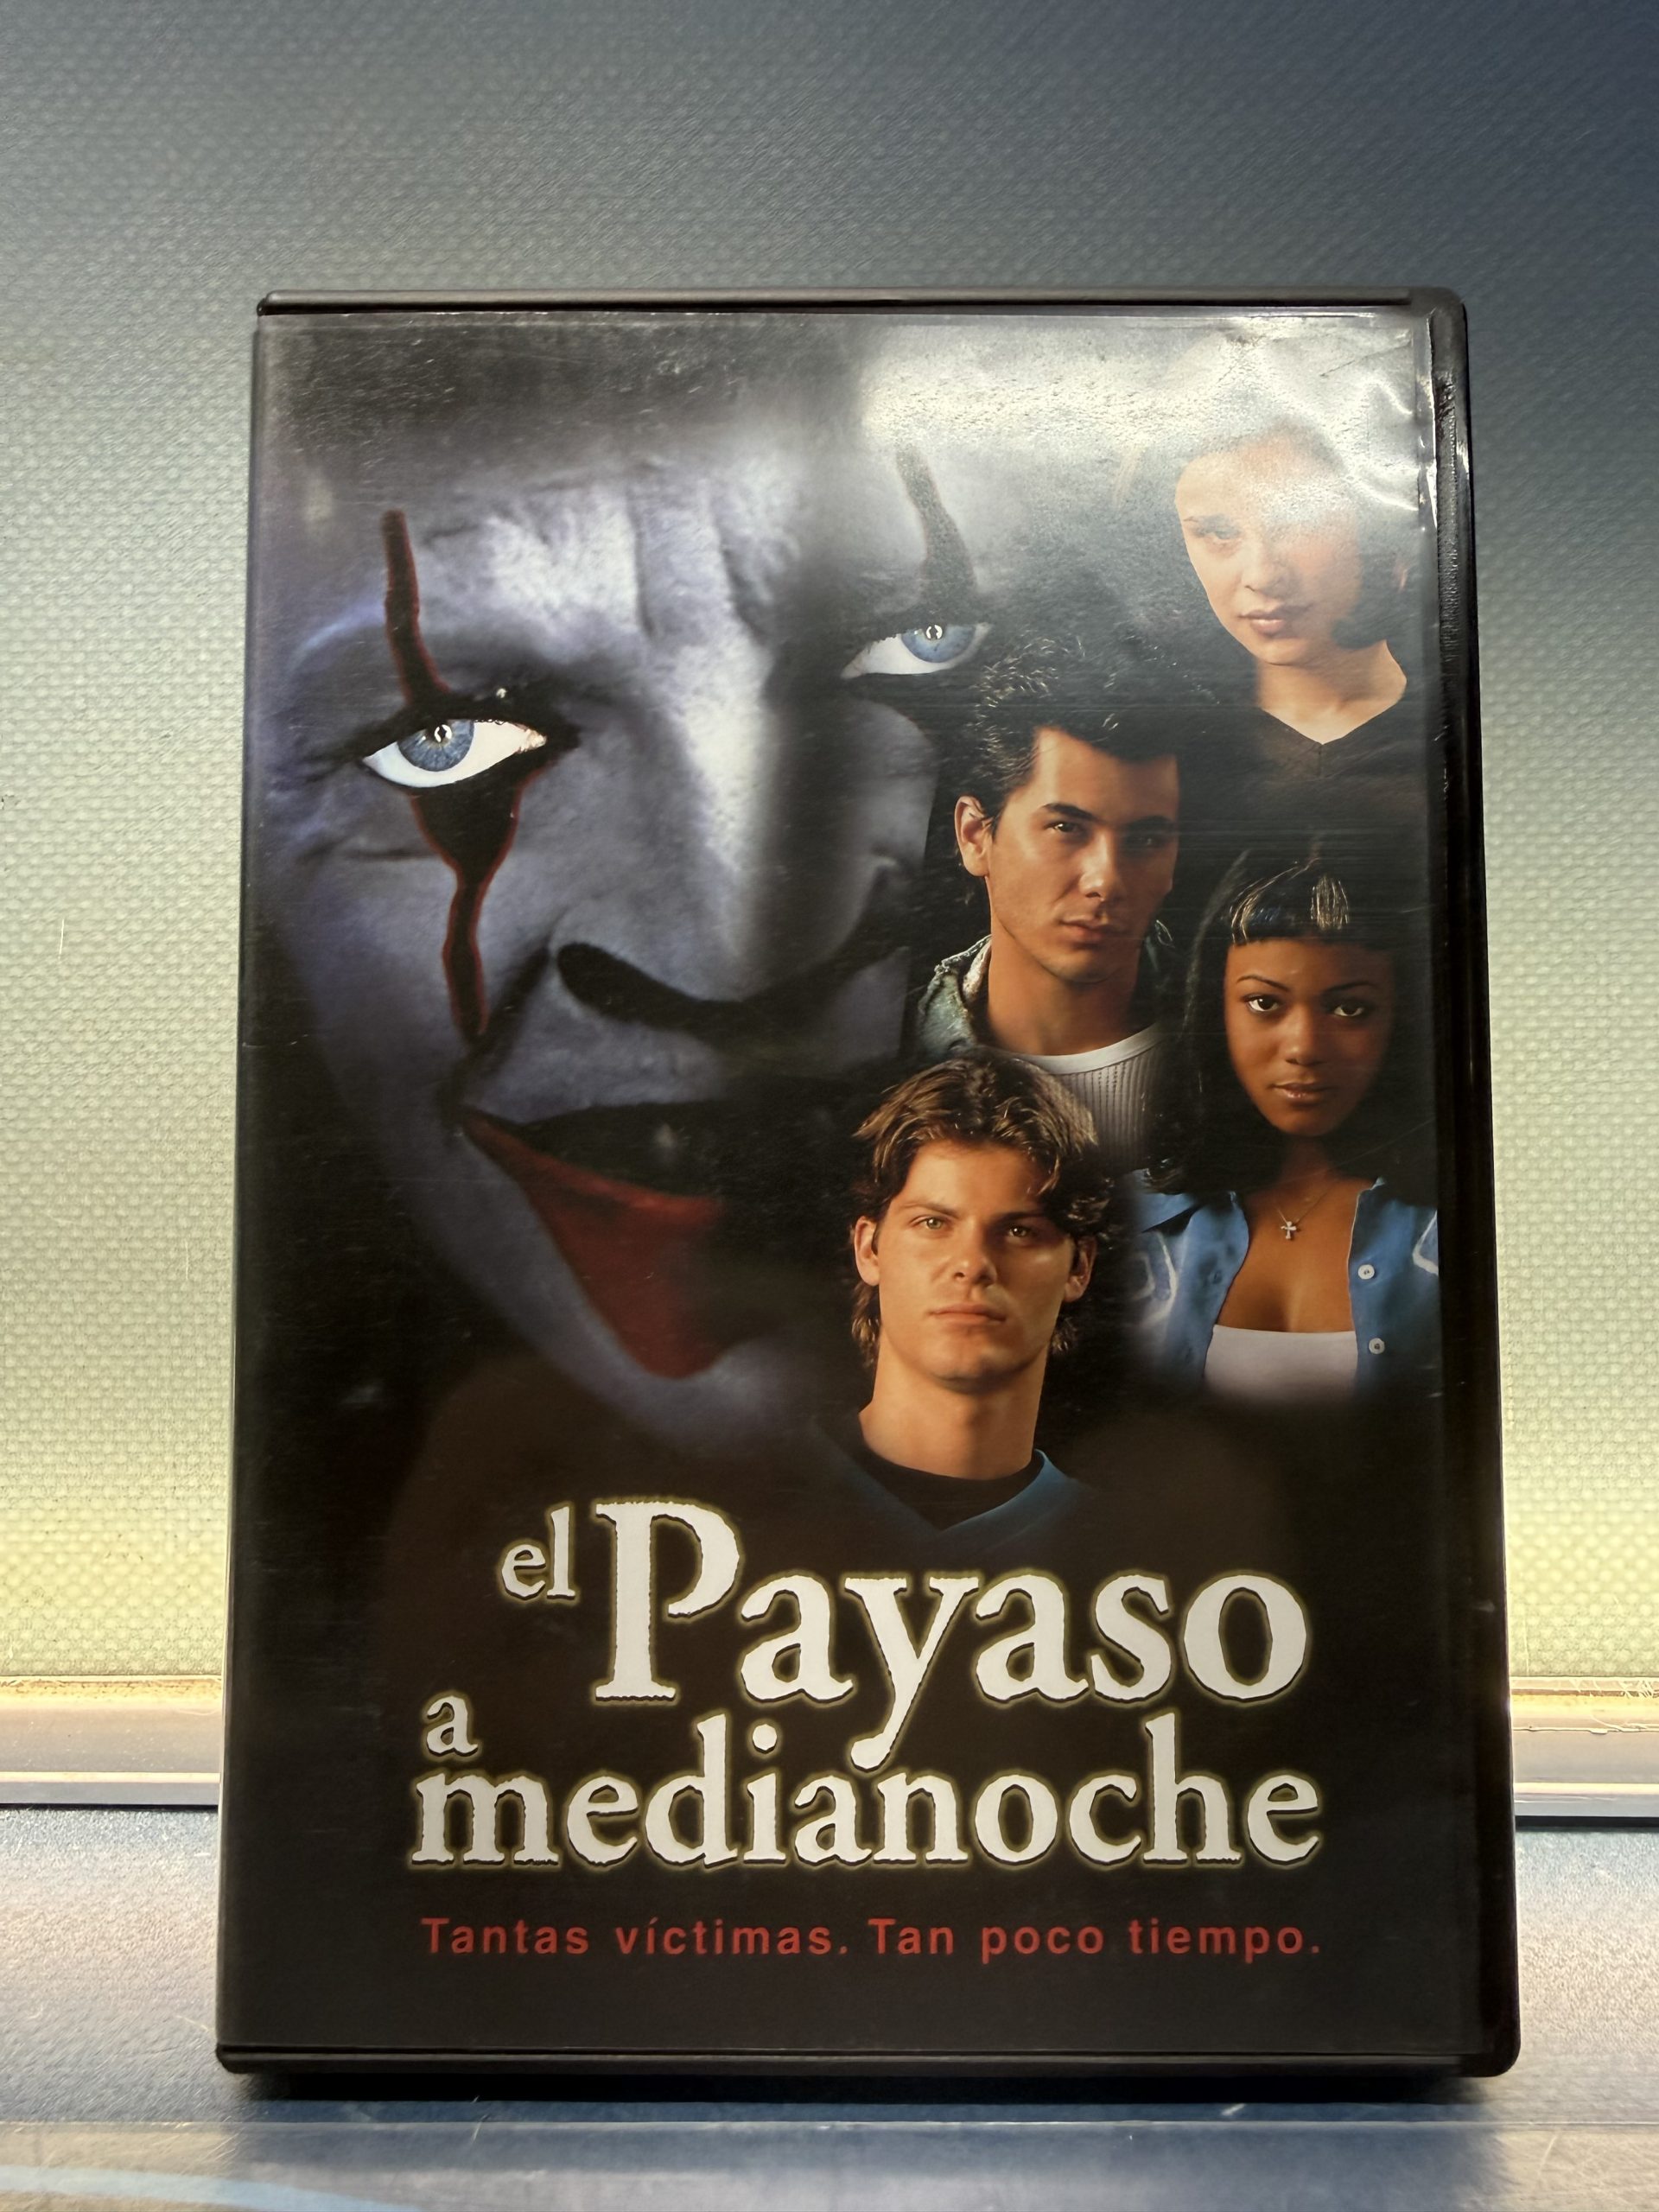 el Payaso
a
medianoche
Tantas víctimas. Tan poco tiempo.